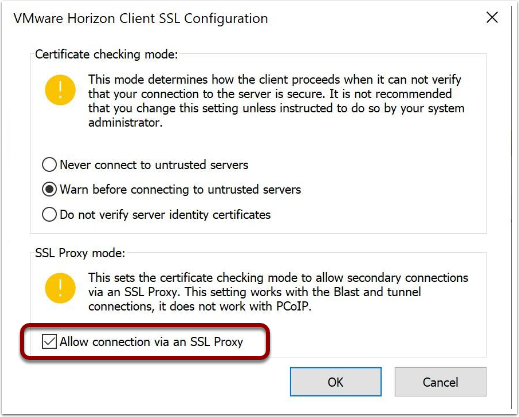 VMware Horizon Client SSL Configuration
Certificate checking mode:
This mode determines how the client proceeds when it can not verify
that your connection to the server is secure. It is not recommended
that you change this setting unless instructed to do so by your system
administrator.
Never connect to untrusted servers
Warn before connecting to untrusted servers
Do not verify server identity certificates
SSL Proxy mode:
This sets the certificate checking mode to allow secondary connections
via an SSL Proxy. This setting works with the Blast and tunnel
connections, it does not work with PCoIP.
Allow connection via an SSL Proxy
OK
Cancel